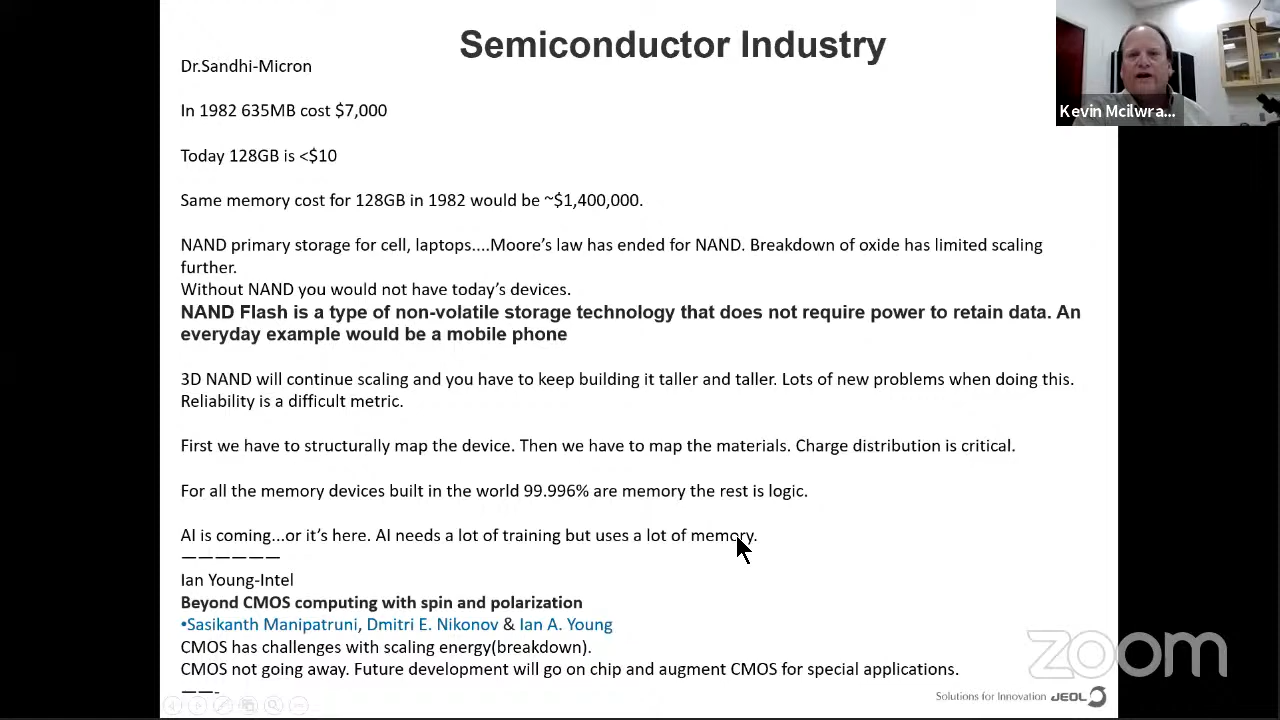 Semiconductor Industry
Dr.Sandhi-Micron
In 1982 635MB cost $7,000
Today 128GB is <$10
Same memory cost for 128GB in 1982 would be ~$1,400,000.
NAND primary storage for cell, laptops....Moore's law has ended for NAND. Breakdown of oxide has limited scaling
further.
Without NAND you would not have today's devices.
NAND Flash is a type of non-volatile storage technology that does not require power to retain data. An
everyday example would be a mobile phone
3D NAND will continue scaling and you have to keep building it taller and taller. Lots of new problems when doing this.
Reliability is a difficult metric.
First we have to structurally map the device. Then we have to map the materials. Charge distribution is critical.
For all the memory devices built in the world 99.996% are memory the rest is logic.
AI is coming...or it's here. AI needs a lot of training but uses a lot of memory.
——————
Ian Young-Intel
Beyond CMOS computing with spin and polarization
•Sasikanth Manipatruni, Dmitri E. Nikonov & Ian A. Young
CMOS has challenges with scaling energy(breakdown).
CMOS not going away. Future development will go on chip and augment CMOS for special applications.
——-
Kevin Mcilwra...
zoom
Solutions for Innovation JEOL